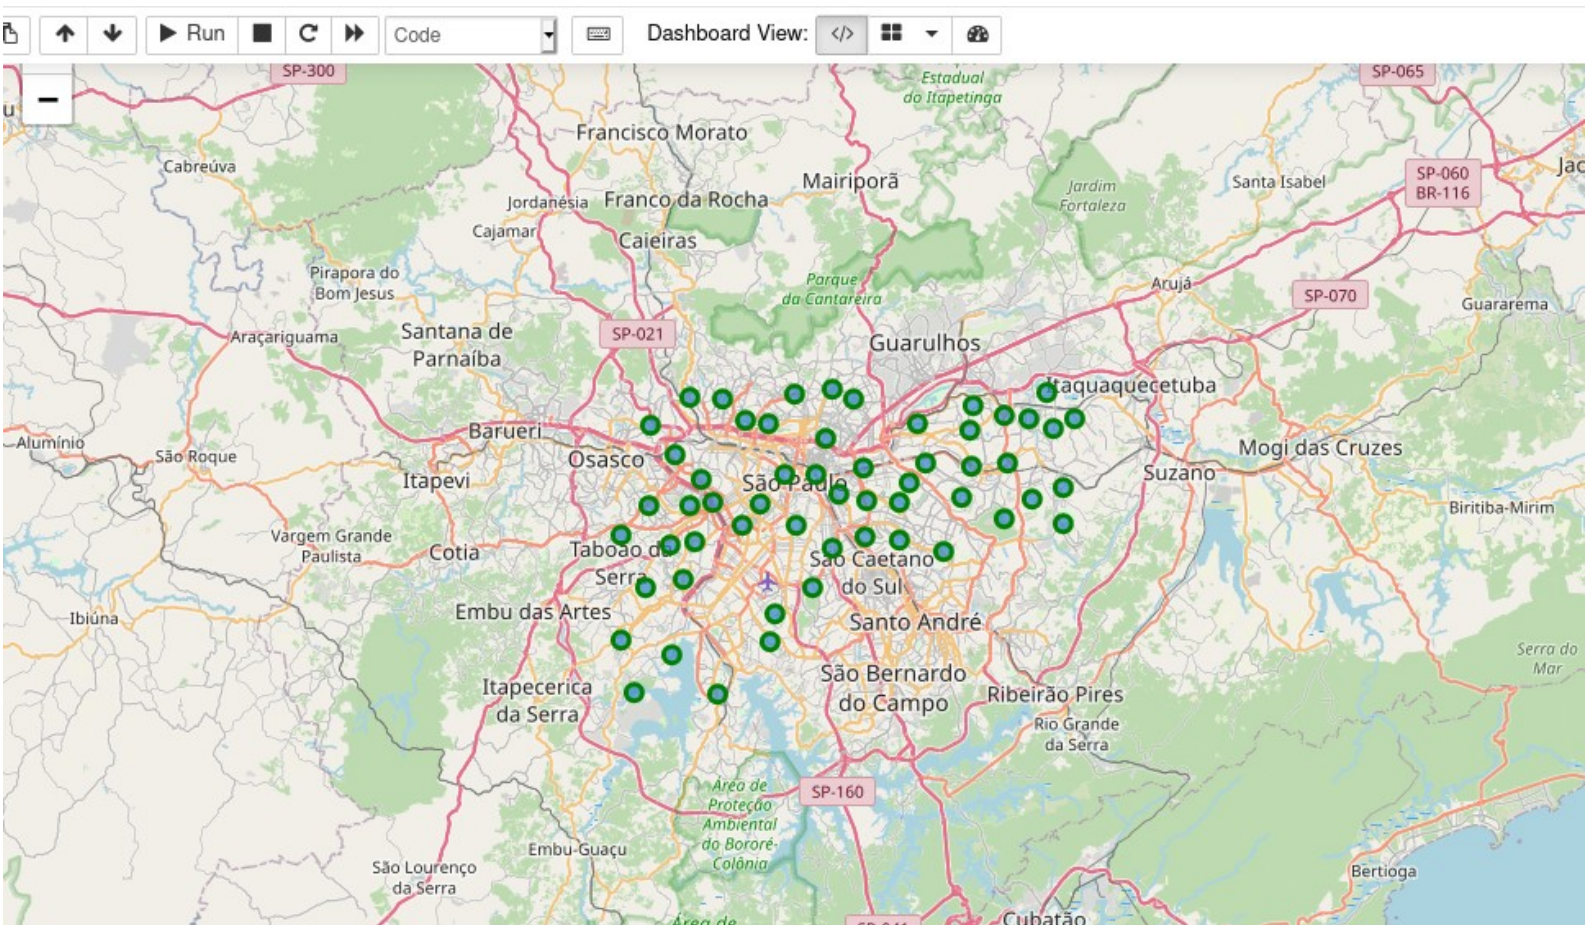 Run
Code
Dashboard View:
</>
SP-300
SP-065
Estadual
do Itapetinga
Francisco Morato
Cabreúva
Mairiporã
SP-060
BR-116
Santa Isabel
Jardim
Fortaleza
Jordanésia
Franco da Rocha
Cajamar
Caieiras
Pirapora do
Bom Jesus
Parque
da Cantareira
Arujá
SP-070
Guararema
Araçariguama
Santana de
Parnaíba
SP-021
Guarulhos
Itaquaquecetuba
Barueri
Alumínio
São Roque
Osasco
Mogi das Cruzes
Itapevi
São Paulo
Suzano
Biritiba-Mirim
Vargem Grande
Paulista
Cotia
Taboão da
Serra
São Caetano
do Sul
Ibiúna
Embu das Artes
Santo André
Serra do
Mar
Itapecerica
da Serra
São Bernardo
do Campo
Ribeirão Pires
Rio Grande
da Serra
SP-160
Área de
Proteção
Ambiental
do Bororé-
Colônia
Embu-Guaçu
São Lourenço
da Serra
Bertioga
Área de
Cubatão